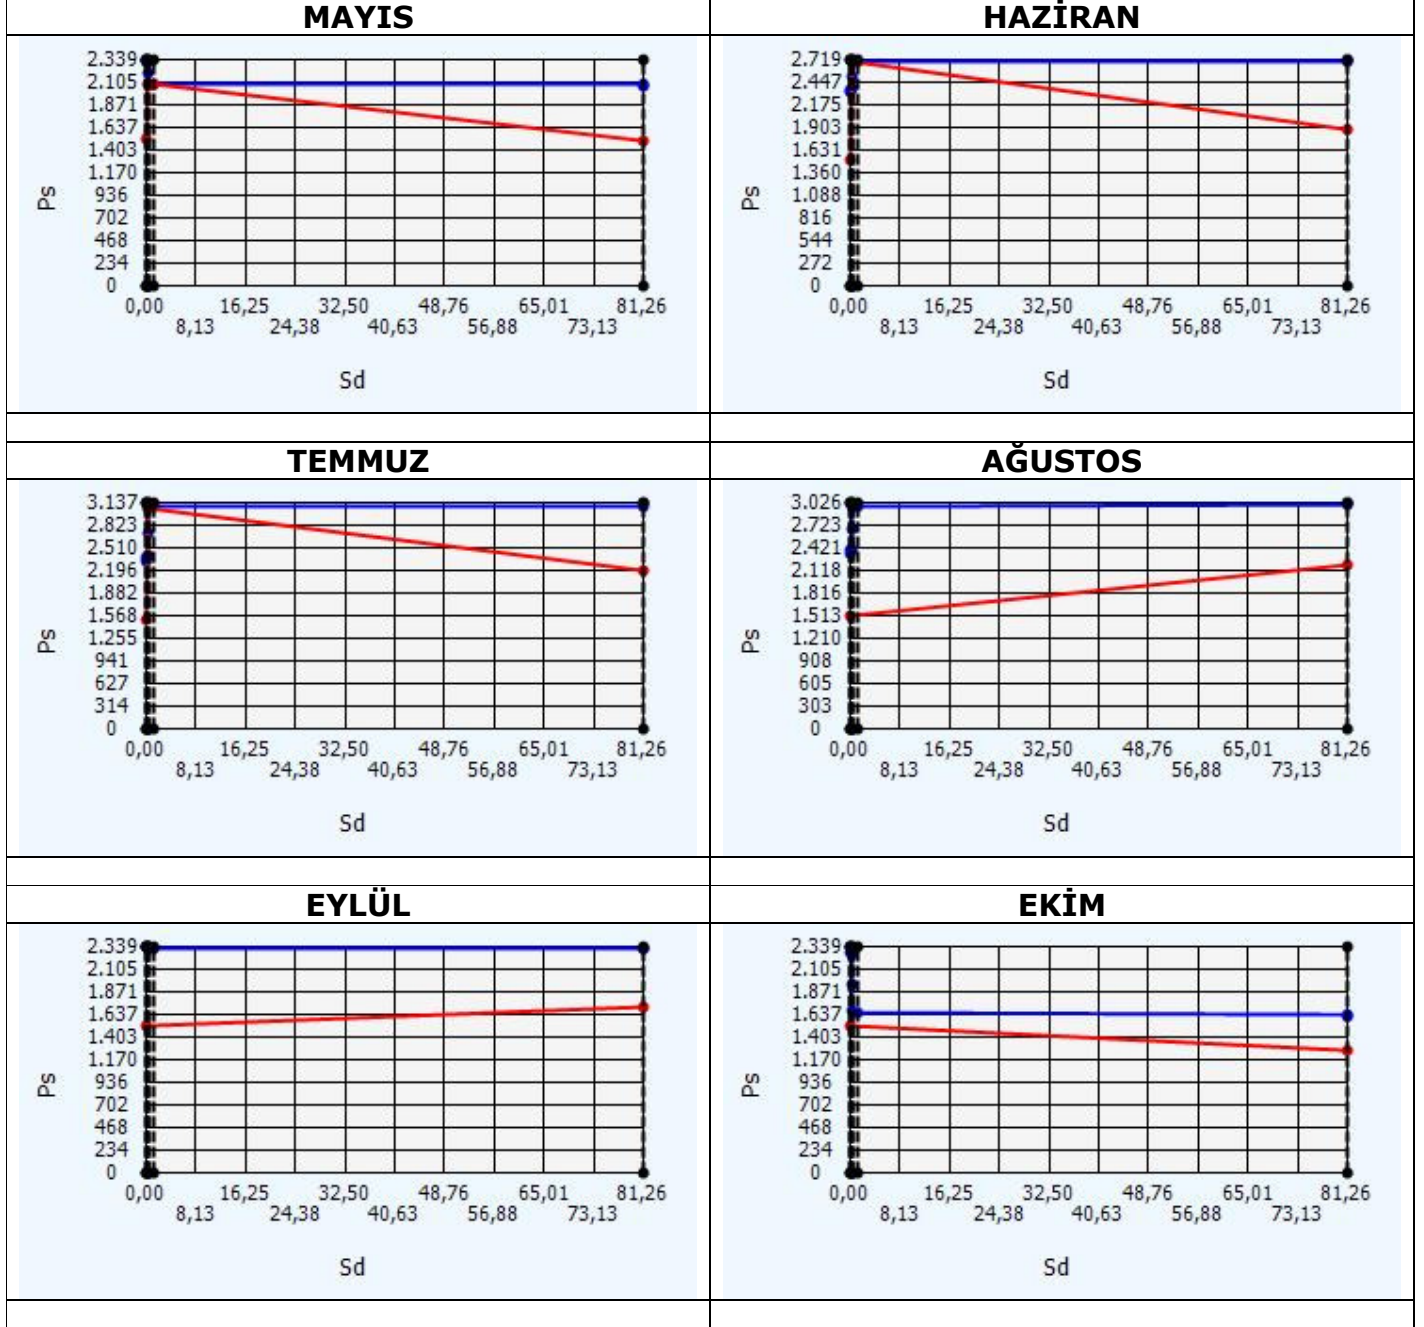 MAYIS
2.339
2.105
1.871
1.637
1.403
1.170
936
702
468
234
0
Ps
0,00 16,25 32,50 48,76 65,01 81,26
8,13 24,38 40,63 56,88 73,13
Sd
HAZİRAN
2.719
2.447
2.175
1.903
1.631
1.360
1.088
816
544
272
0
Ps
0,00 16,25 32,50 48,76 65,01 81,26
8,13 24,38 40,63 56,88 73,13
Sd
TEMMUZ
3.137
2.823
2.510
2.196
1.882
1.568
1.255
941
627
314
0
Ps
0,00 16,25 32,50 48,76 65,01 81,26
8,13 24,38 40,63 56,88 73,13
Sd
AĞUSTOS
3.026
2.723
2.421
2.118
1.816
1.513
1.210
908
605
303
0
Ps
0,00 16,25 32,50 48,76 65,01 81,26
8,13 24,38 40,63 56,88 73,13
Sd
EYLÜL
2.339
2.105
1.871
1.637
1.403
1.170
936
702
468
234
0
Ps
0,00 16,25 32,50 48,76 65,01 81,26
8,13 24,38 40,63 56,88 73,13
Sd
EKİM
2.339
2.105
1.871
1.637
1.403
1.170
936
702
468
234
0
Ps
0,00 16,25 32,50 48,76 65,01 81,26
8,13 24,38 40,63 56,88 73,13
Sd